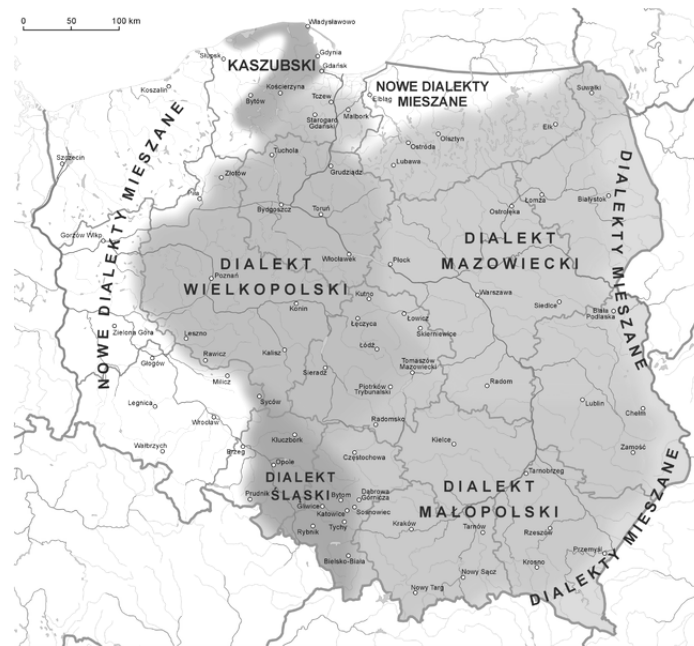 0 50 100 km
Władysławowo
Słupsk
Gdynia
KASZUBSKI
Gdańsk
Koszalin
Kościerzyna
Bytów
Tczew
Elbląg
NOWE DIALEKTY
MIESZANE
Malbork
Starogard
Gdański
Suwałki
Olsztyn
Ełk
Ostróda
Tuchola
Szczecin
Złotów
Grudziądz
Lubawa
DIALEKTY MIESZANE
NOWE DIALEKTY MIESZANE
Piła
Bydgoszcz
Toruń
Ostrołęka
Łomża
Białystok
Gorzów Wlkp
DIALEKT
WIELKOPOLSKI
DIALEKT
MAZOWIECKI
Włocławek
Płock
Poznań
Kutno
Warszawa
Siedlce
Biała
Podlaska
Konin
Łowicz
Łęczyca
Skierniewice
Zielona Góra
Leszno
Łódź
Głogów
Rawicz
Kalisz
Sieradz
Tomaszów
Mazowiecki
Milicz
Piotrków
Trybunalski
Radom
Legnica
Syców
Lublin
Chełm
Wrocław
Radomsko
Kluczbork
Kielce
Wałbrzych
Brzeg
Częstochowa
Zamość
Opole
DIALEKT
ŚLĄSKI
Tarnobrzeg
DIALEKT
MAŁOPOLSKI
Prudnik
Bytom
Dąbrowa
Górnicza
Gliwice
Katowice
Sosnowiec
Tychy
Rybnik
Kraków
Tarnów
Rzeszów
Przemyśl
DIALEKTY MIESZANE
Bielsko-Biała
Krosno
Nowy Sącz
Nowy Targ